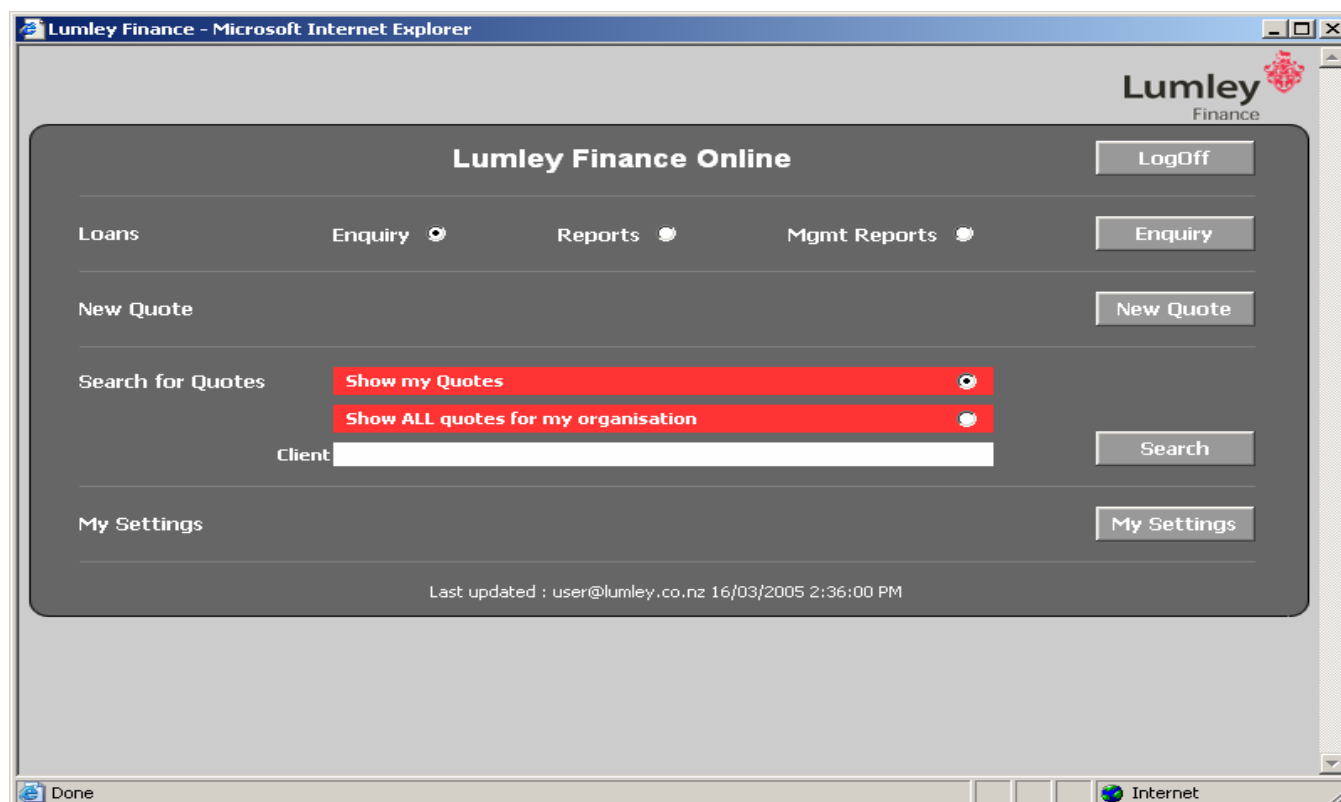 Lumley Finance - Microsoft Internet Explorer
Lumley
Finance
Lumley Finance Online
LogOff
Loans Enquiry Reports Mgmt Reports Enquiry
New Quote New Quote
Search for Quotes Show my Quotes
Show ALL quotes for my organisation
Client Search
My Settings My Settings
Last updated : user@lumley.co.nz 16/03/2005 2:36:00 PM
Done Internet